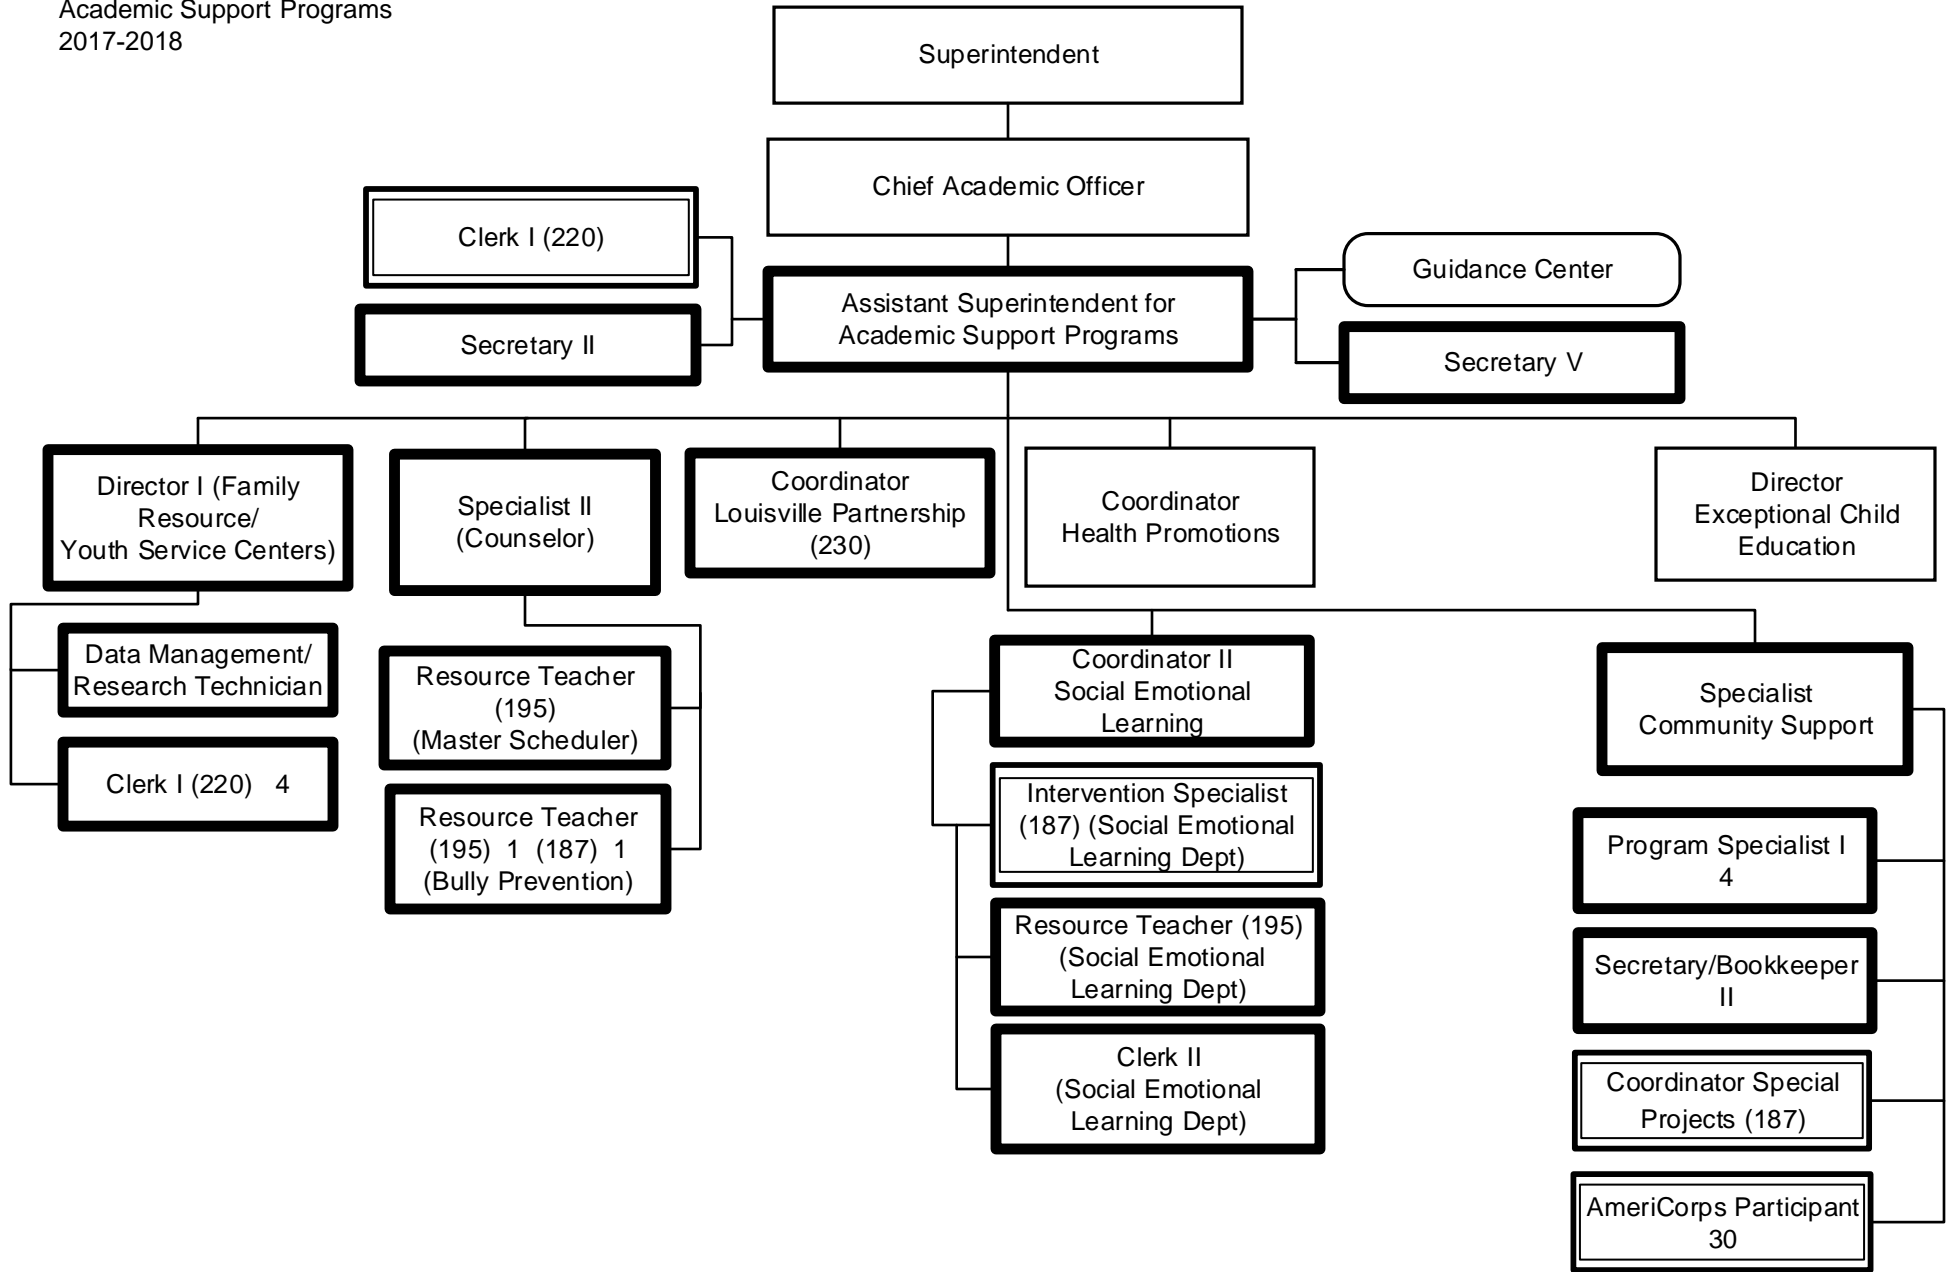 Academic Support Programs
2017-2018
Superintendent
Chief Academic Officer
Clerk I (220)
Secretary II
Assistant Superintendent for
Academic Support Programs
Guidance Center
Secretary V
Director I (Family
Resource/
Youth Service Centers)
Specialist II
(Counselor)
Coordinator
Louisville Partnership
(230)
Coordinator
Health Promotions
Director
Exceptional Child
Education
Data Management/
Research Technician
Clerk I (220) 4
Resource Teacher
(195)
(Master Scheduler)
Resource Teacher
(195) 1 (187) 1
(Bully Prevention)
Coordinator II
Social Emotional
Learning
Intervention Specialist
(187) (Social Emotional
Learning Dept)
Resource Teacher (195)
(Social Emotional
Learning Dept)
Clerk II
(Social Emotional
Learning Dept)
Specialist
Community Support
Program Specialist I
4
Secretary/Bookkeeper
II
Coordinator Special
Projects (187)
AmeriCorps Participant
30